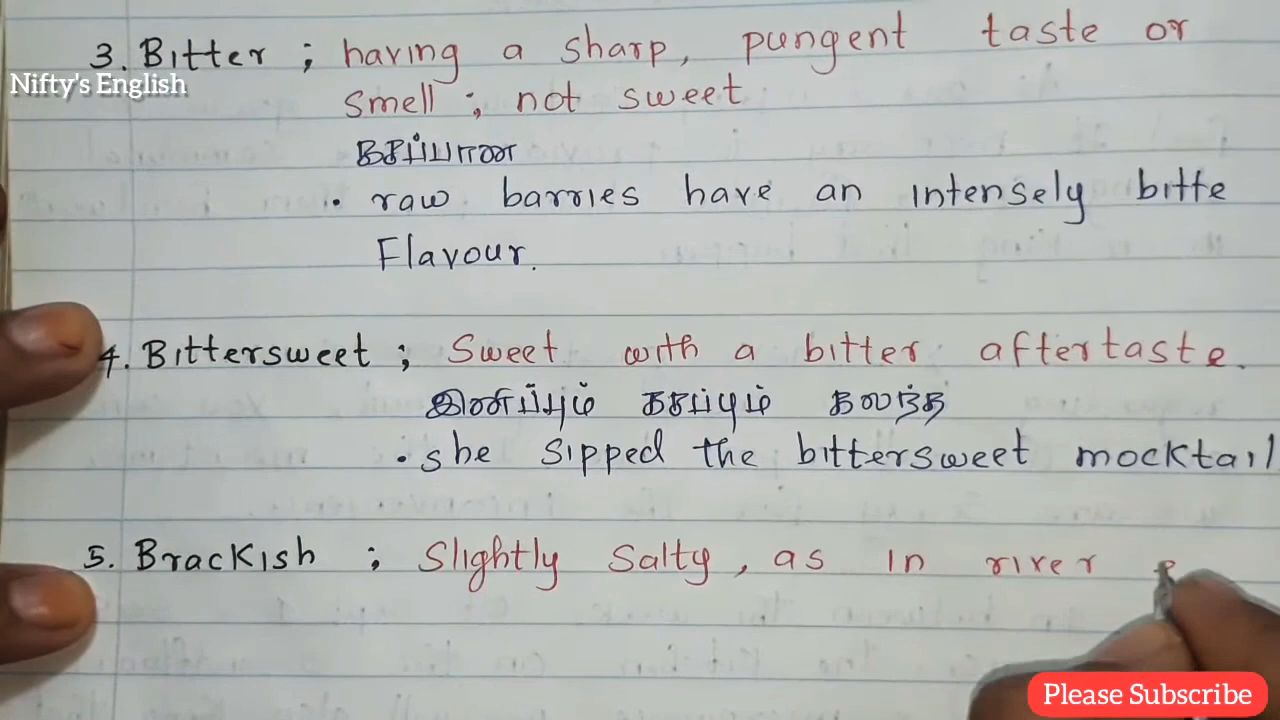 3. Bitter ; having a sharp, pungent taste or
Nifty's English
smell ; not sweet
கசப்பான
• raw barries have an intensely bitte
Flavour.
4. Bittersweet ; Sweet with a bitter aftertaste.
இனிப்பும் கசப்பும் கலந்த
• she sipped the bittersweet mocktail
5. Brackish ; Slightly Salty, as in river
Please Subscribe